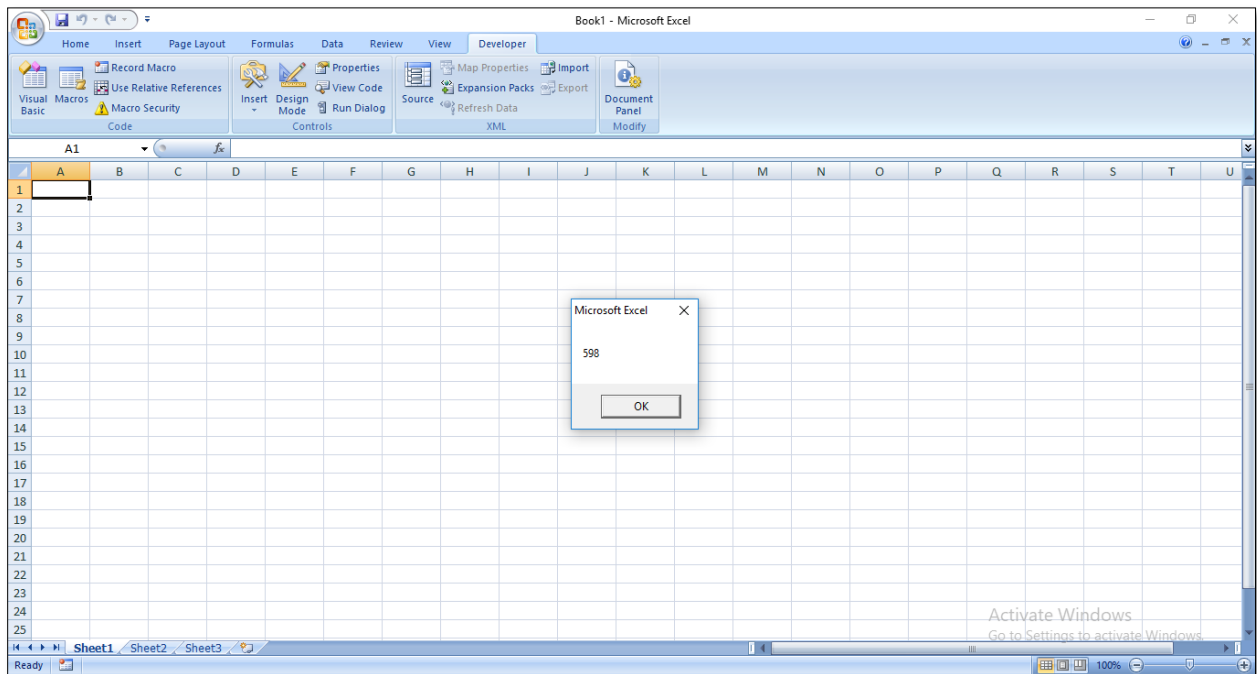 Book1 - Microsoft Excel
Home Insert Page Layout Formulas Data Review View Developer
Visual Basic
Macros
Record Macro
Use Relative References
Macro Security
Code
Insert
Design Mode
Properties
View Code
Run Dialog
Controls
Source
Map Properties
Expansion Packs
Refresh Data
Import
Export
XML
Document Panel
Modify
A1 fx
A B C D E F G H I J K L M N O P Q R S T U
1
2
3
4
5
6
7
8
9
10
11
12
13
14
15
16
17
18
19
20
21
22
23
24
25
Microsoft Excel
598
OK
Activate Windows
Go to Settings to activate Windows.
Sheet1 Sheet2 Sheet3
Ready 100%